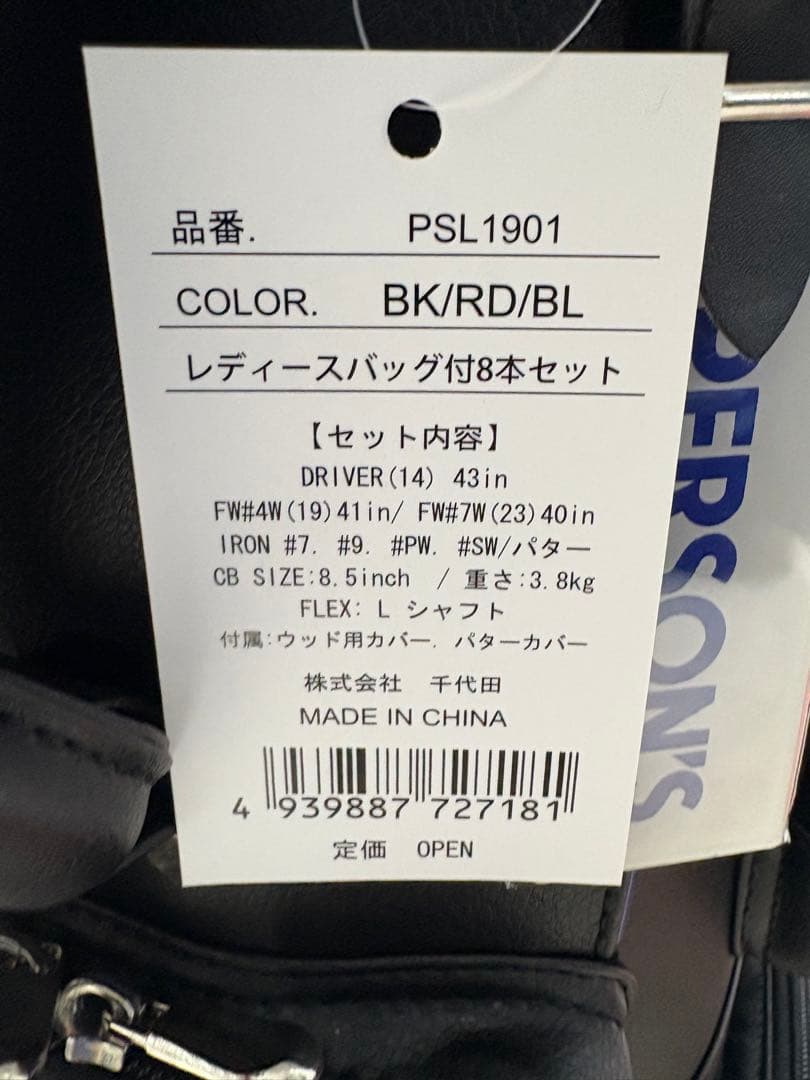 品番. PSL1901
COLOR. BK/RD/BL
レディースバッグ付8本セット
【セット内容】
DRIVER(14) 43in
FW#4W(19)41in/ FW#7W(23)40in
IRON #7. #9. #PW. #SW/パター
CB SIZE:8.5inch / 重さ:3.8kg
FLEX: L シャフト
付属:ウッド用カバー. パターカバー
株式会社 千代田
MADE IN CHINA
4 939887 727181
定価 OPEN
ERSON'S